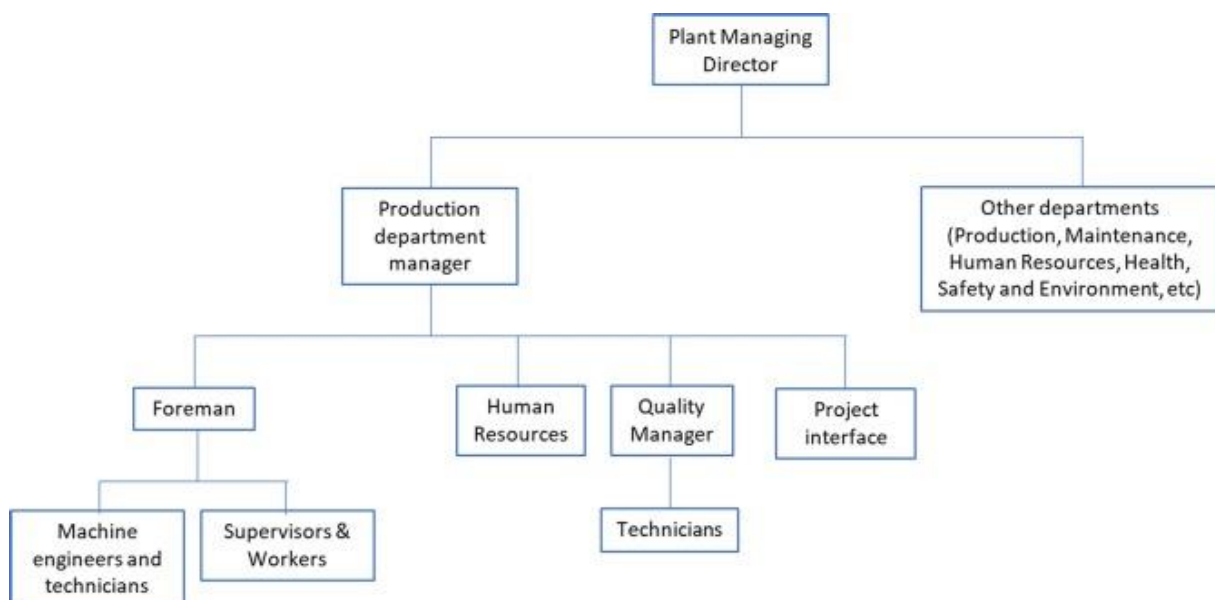 Plant Managing
Director
Production
department
manager
Other departments
(Production, Maintenance,
Human Resources, Health,
Safety and Environment, etc)
Foreman
Human
Resources
Quality
Manager
Project
interface
Machine
engineers and
technicians
Supervisors &
Workers
Technicians